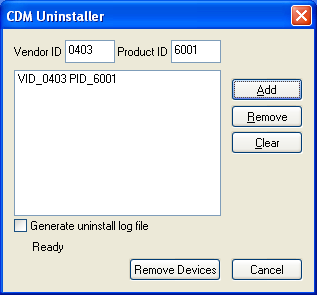 CDM Uninstaller
Vendor ID 0403 Product ID 6001
VID_0403 PID_6001
Add
Remove
Clear
Generate uninstall log file
Ready
Remove Devices Cancel